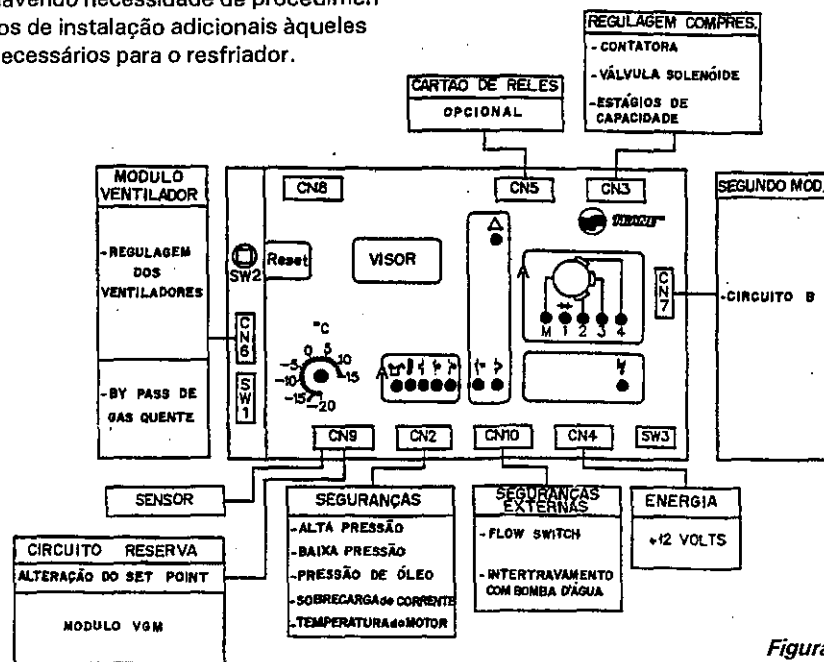 avendo necessidade de procedimen
os de instalação adicionais àqueles
ecessários para o resfriador.
REGULAGEM COMPRES.
- CONTATORA
- VÁLVULA SOLENÓIDE
- ESTÁGIOS DE
CAPACIDADE
CARTÃO DE RELES
OPCIONAL
MODULO
VENTILADOR
- REGULAGEM
DOS
VENTILADORES
- BY PASS DE
GAS QUENTE
CN8
CN5
CN3
TRANE
SW2
Reset
VISOR
CN6
SW1
°C
-20
-15
-10
-5
0
5
10
15
A
A
M 1 2 3 4
CN7
SEGUNDO MOD.
- CIRCUITO B
CN9
CN2
CN10
CN4
SW3
SENSOR
SEGURANÇAS
- ALTA PRESSÃO
- BAIXA PRESSÃO
- PRESSÃO DE ÓLEO
- SOBRECARGA de CORRENTE
- TEMPERATURA do MOTOR
SEGURANÇAS
EXTERNAS
- FLOW SWITCH
- INTERTRAVAMENTO
COM BOMBA D'ÁGUA
ENERGIA
+12 VOLTS
CIRCUITO RESERVA
ALTERAÇÃO DO SET POINT
MODULO VGM
Figura